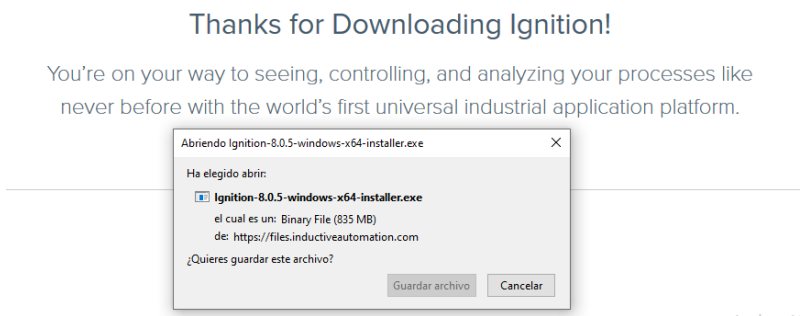 Thanks for Downloading Ignition!
You’re on your way to seeing, controlling, and analyzing your processes like
never before with the world’s first universal industrial application platform.
Abriendo Ignition-8.0.5-windows-x64-installer.exe
Ha elegido abrir:
Ignition-8.0.5-windows-x64-installer.exe
el cual es un: Binary File (835 MB)
de: https://files.inductiveautomation.com
¿Quieres guardar este archivo?
Guardar archivo Cancelar